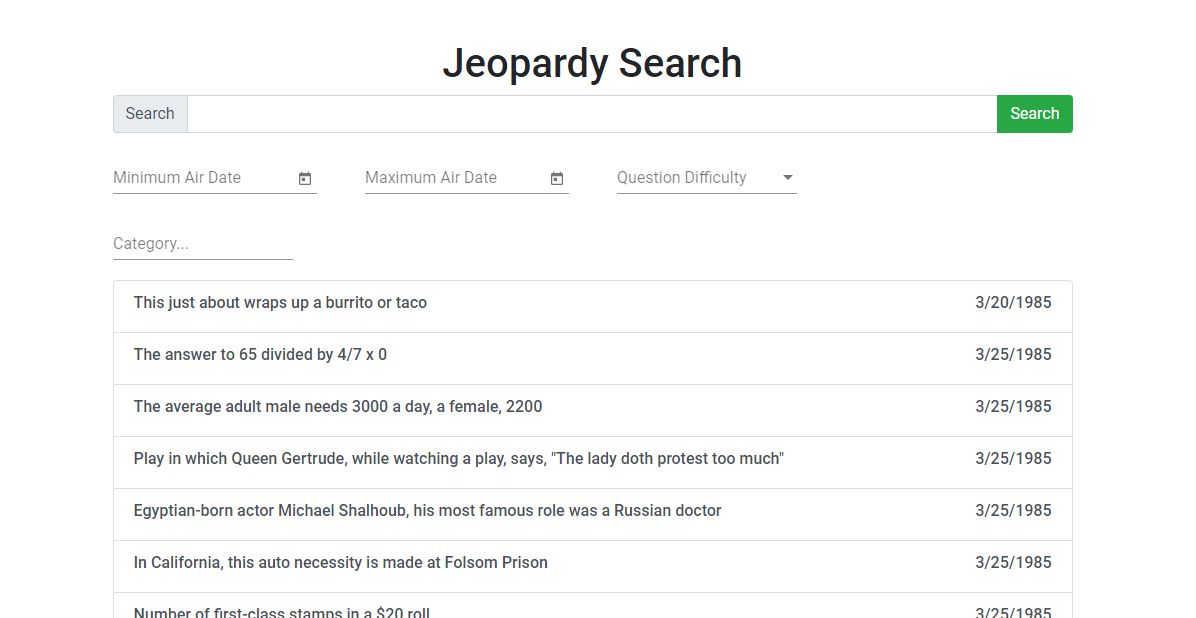 Jeopardy Search
Search Search
Minimum Air Date Maximum Air Date Question Difficulty
Category...
This just about wraps up a burrito or taco 3/20/1985
The answer to 65 divided by 4/7 x 0 3/25/1985
The average adult male needs 3000 a day, a female, 2200 3/25/1985
Play in which Queen Gertrude, while watching a play, says, "The lady doth protest too much" 3/25/1985
Egyptian-born actor Michael Shalhoub, his most famous role was a Russian doctor 3/25/1985
In California, this auto necessity is made at Folsom Prison 3/25/1985
Number of first-class stamps in a $20 roll 3/25/1985